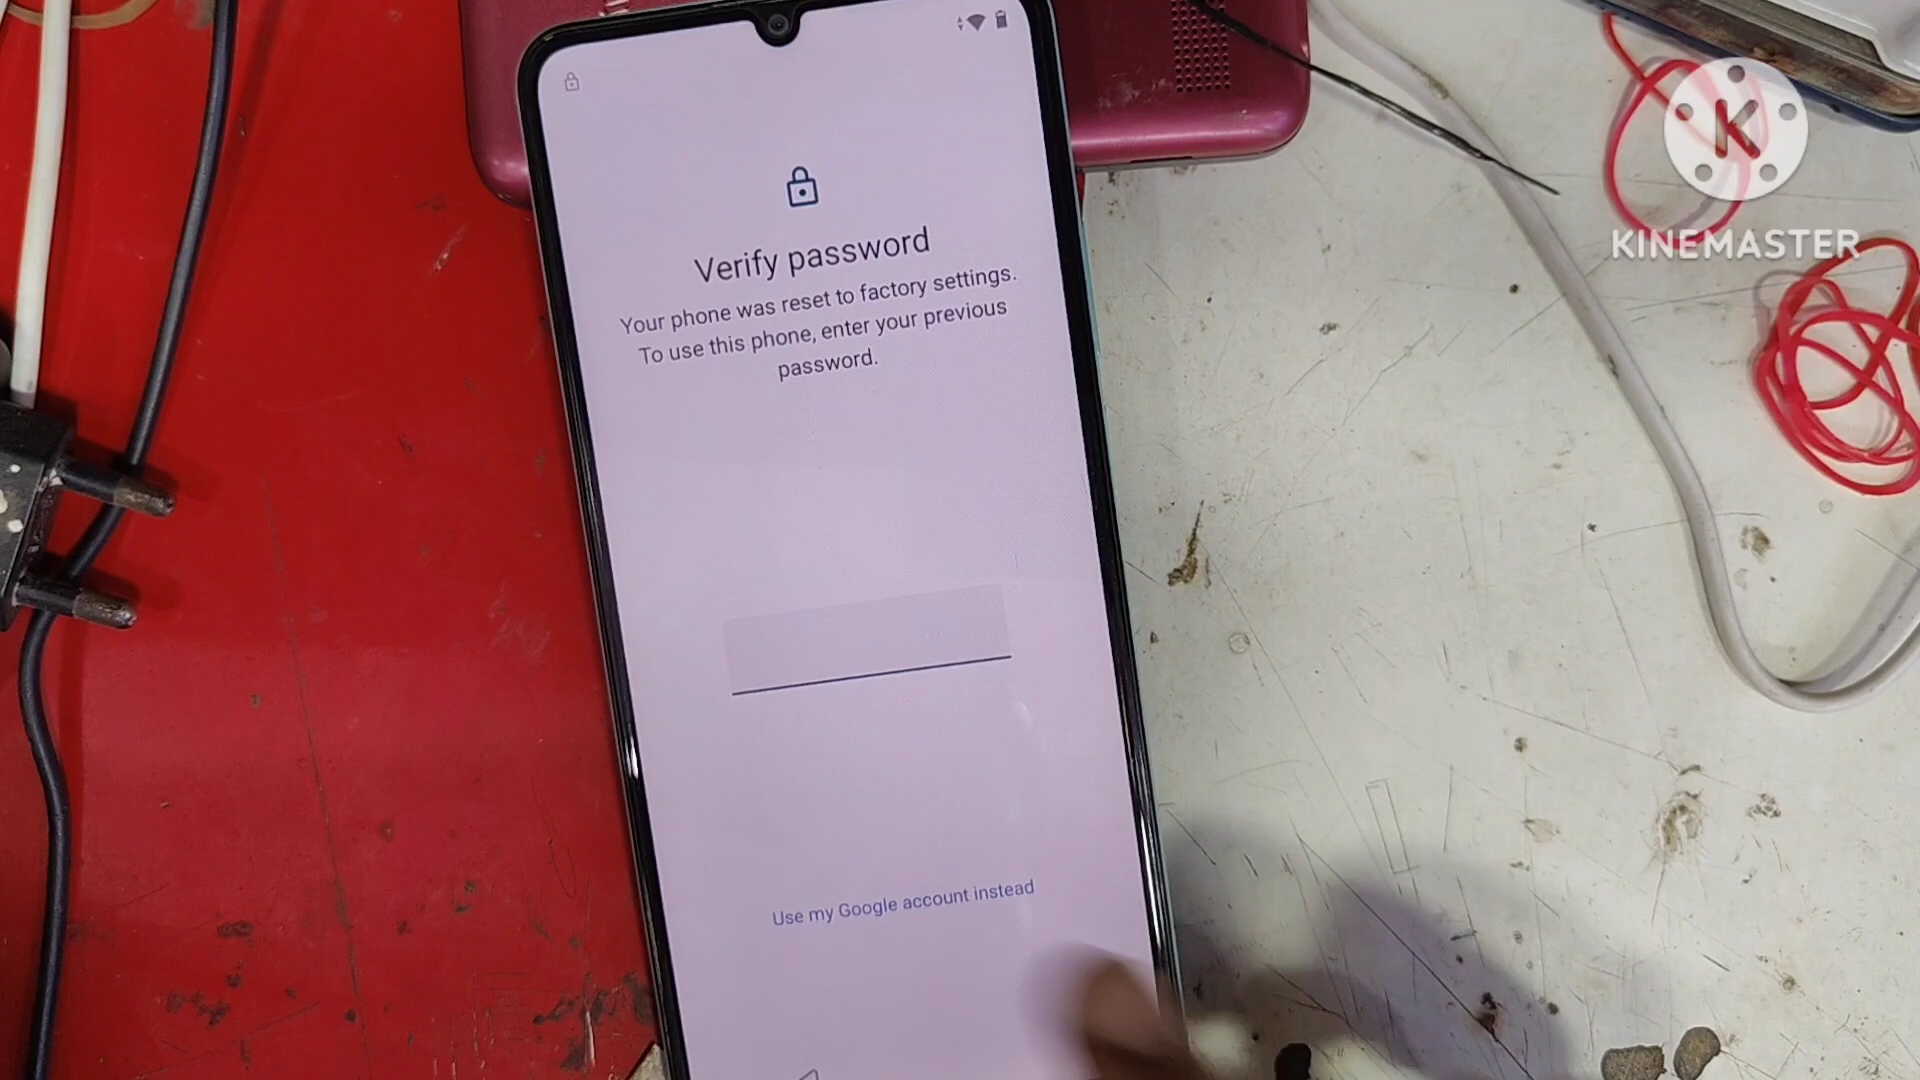 Verify password
Your phone was reset to factory settings.
To use this phone, enter your previous
password.
Use my Google account instead
K
KINEMASTER